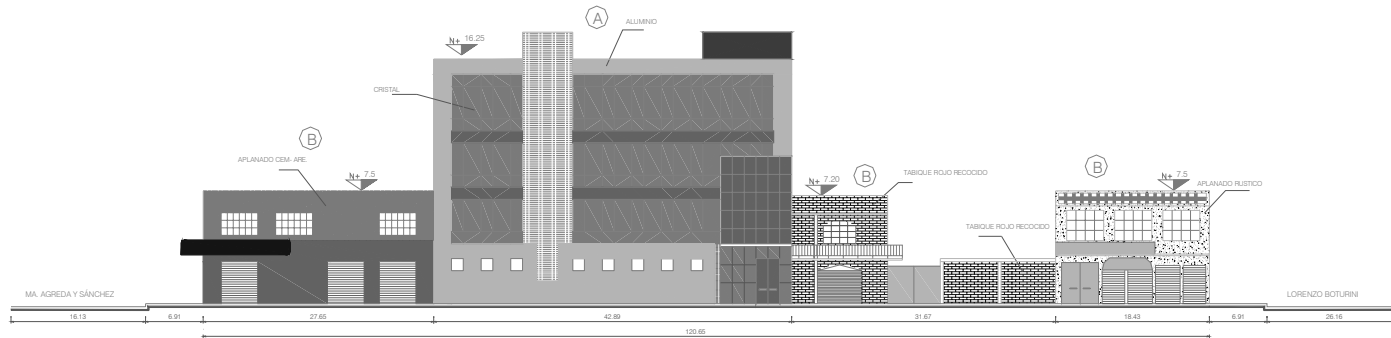 A
ALUMINIO
N+ 16.25
CRISTAL
B
APLANADO CEM- ARE.
N+ 7.5
N+ 7.20
B
TABIQUE ROJO RECOCIDO
B
N+ 7.5
APLANADO RUSTICO
TABIQUE ROJO RECOCIDO
MA. AGREDA Y SÁNCHEZ
LORENZO BOTURINI
16.13
6.91
27.65
42.89
31.67
18.43
6.91
26.16
120.65